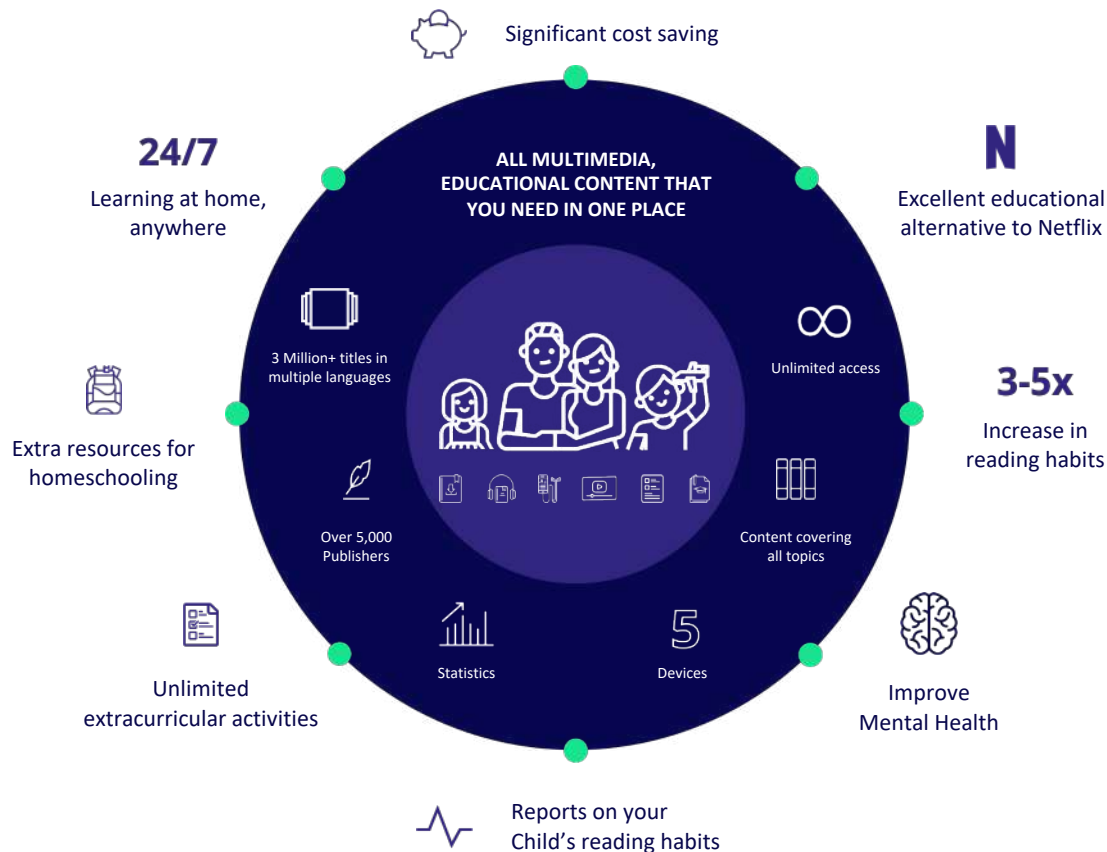 Significant cost saving
24/7
Learning at home,
anywhere
N
Excellent educational
alternative to Netflix
ALL MULTIMEDIA,
EDUCATIONAL CONTENT THAT
YOU NEED IN ONE PLACE
3 Million+ titles in
multiple languages
Unlimited access
Extra resources for
homeschooling
3-5x
Increase in
reading habits
Over 5,000
Publishers
Content covering
all topics
Statistics
5
Devices
Unlimited
extracurricular activities
Improve
Mental Health
Reports on your
Child's reading habits